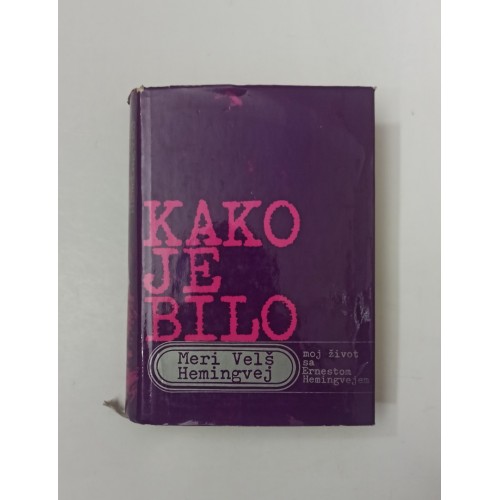 KAKO
JE
BILO
Meri Velš
Hemingvej
moj život
sa
Ernestom
Hemingvejem